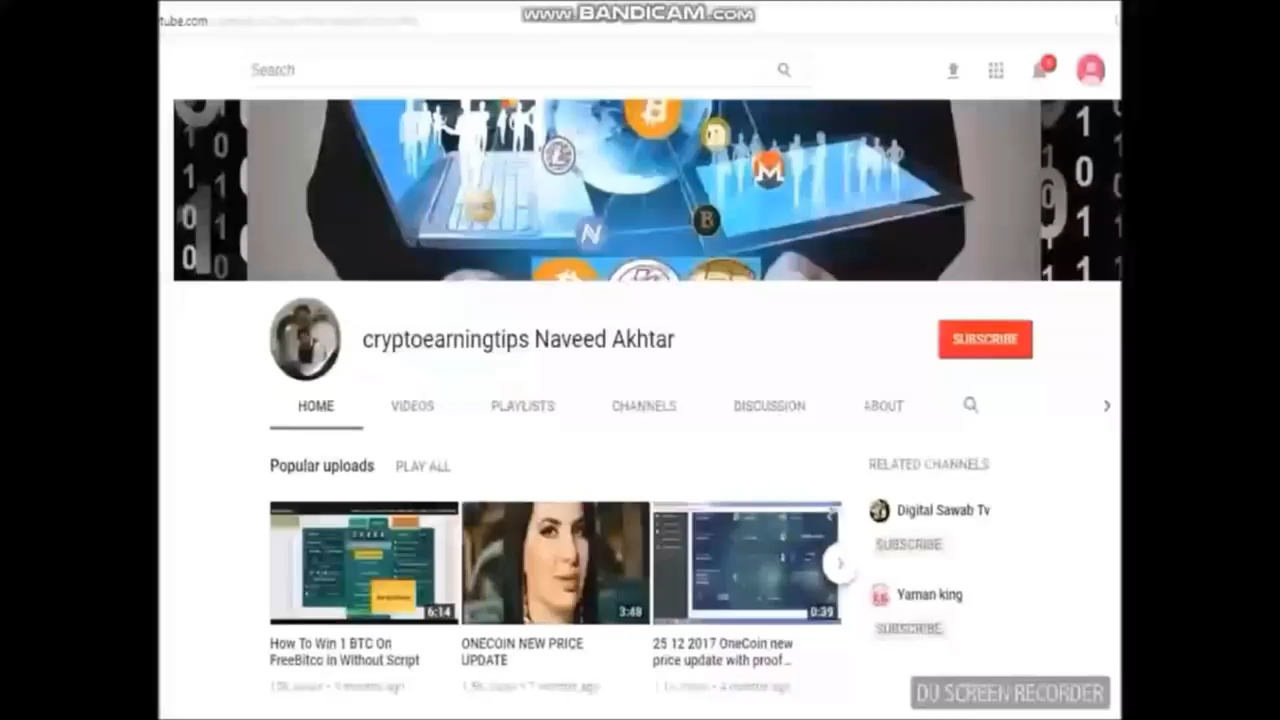 www.BANDICAM.com
tube.com
Search
cryptoearningtips Naveed Akhtar
SUBSCRIBE
HOME
VIDEOS
PLAYLISTS
CHANNELS
DISCUSSION
ABOUT
Popular uploads
PLAY ALL
6:14
How To Win 1 BTC On
FreeBitco in Without Script
3:48
ONECOIN NEW PRICE
UPDATE
0:39
25 12 2017 OneCoin new
price update with proof...
RELATED CHANNELS
Digital Sawab Tv
SUBSCRIBE
Yaman king
SUBSCRIBE
DU SCREEN RECORDER